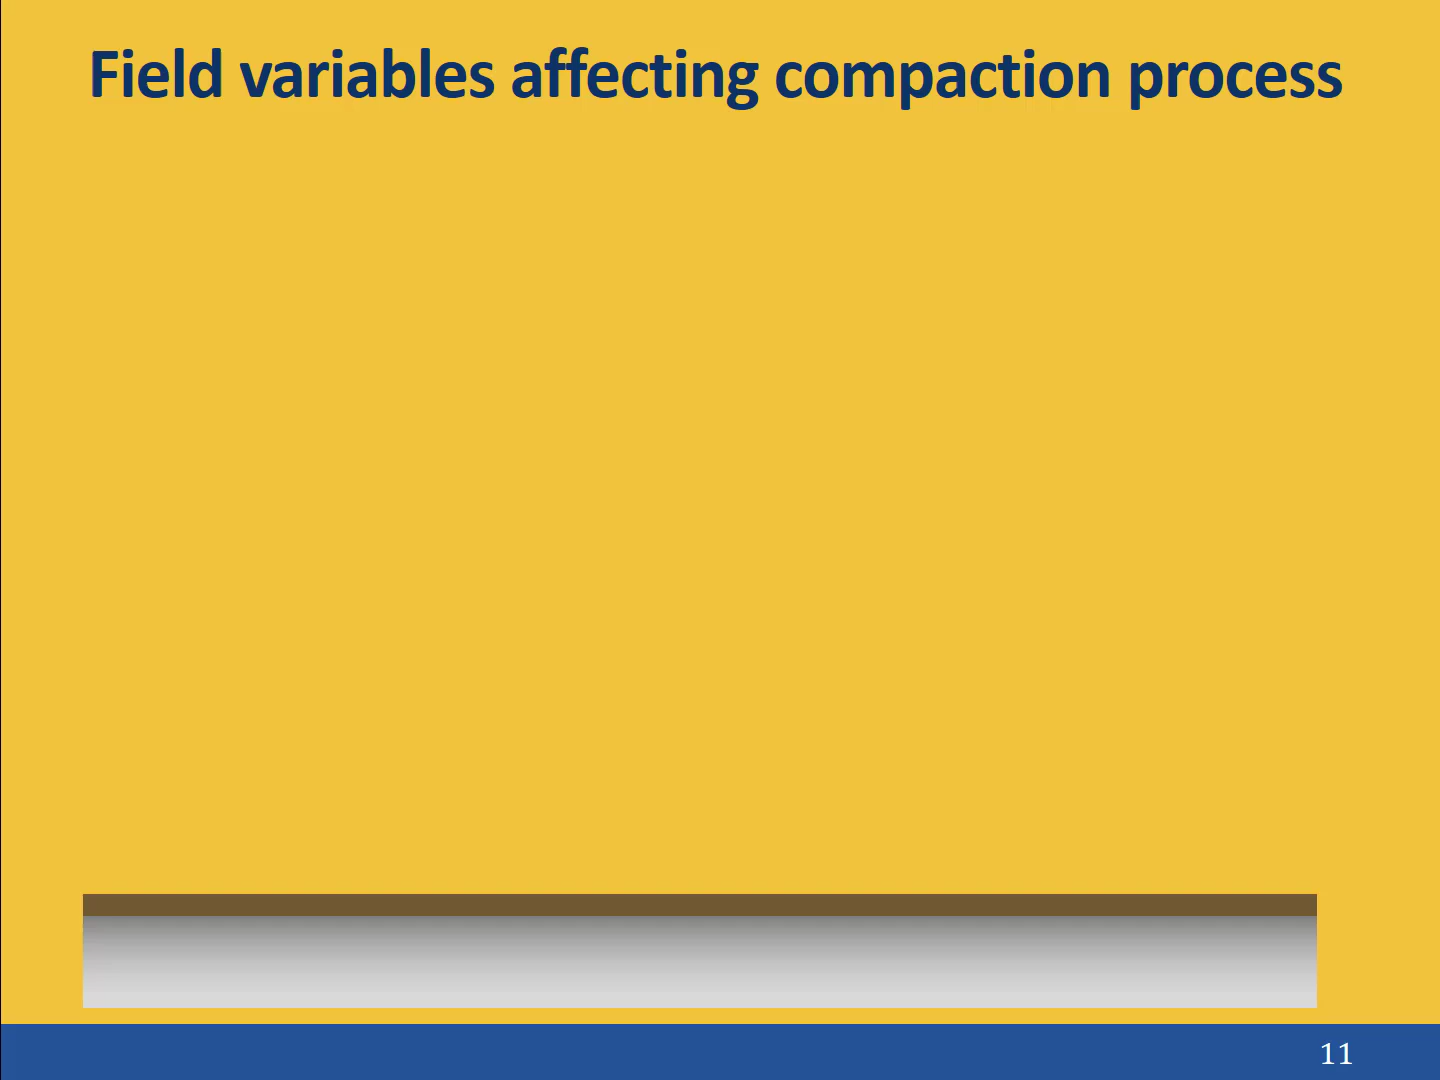 Field variables affecting compaction process
11